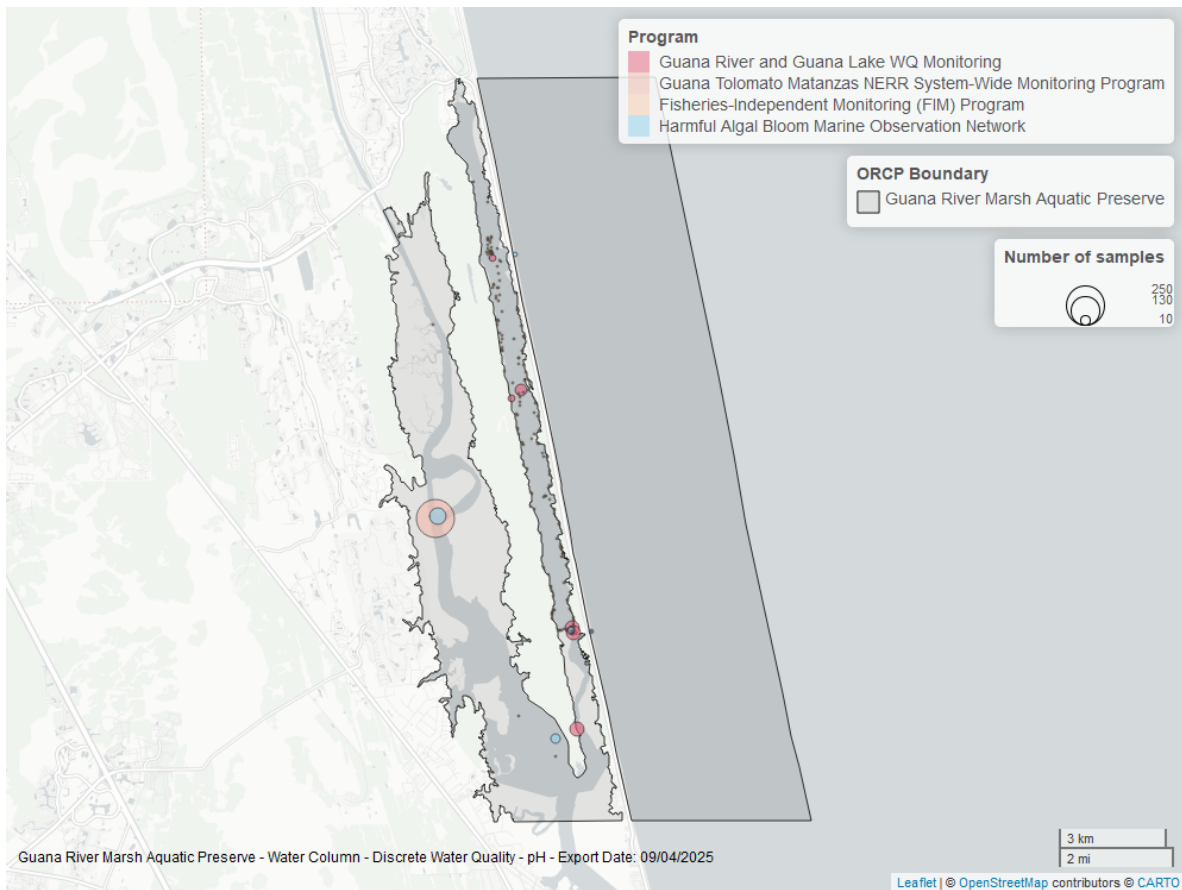 Program
Guana River and Guana Lake WQ Monitoring
Guana Tolomato Matanzas NERR System-Wide Monitoring Program
Fisheries-Independent Monitoring (FIM) Program
Harmful Algal Bloom Marine Observation Network
ORCP Boundary
Guana River Marsh Aquatic Preserve
Number of samples
250
130
10
3 km
2 mi
Guana River Marsh Aquatic Preserve - Water Column - Discrete Water Quality - pH - Export Date: 09/04/2025
Leaflet | © OpenStreetMap contributors © CARTO